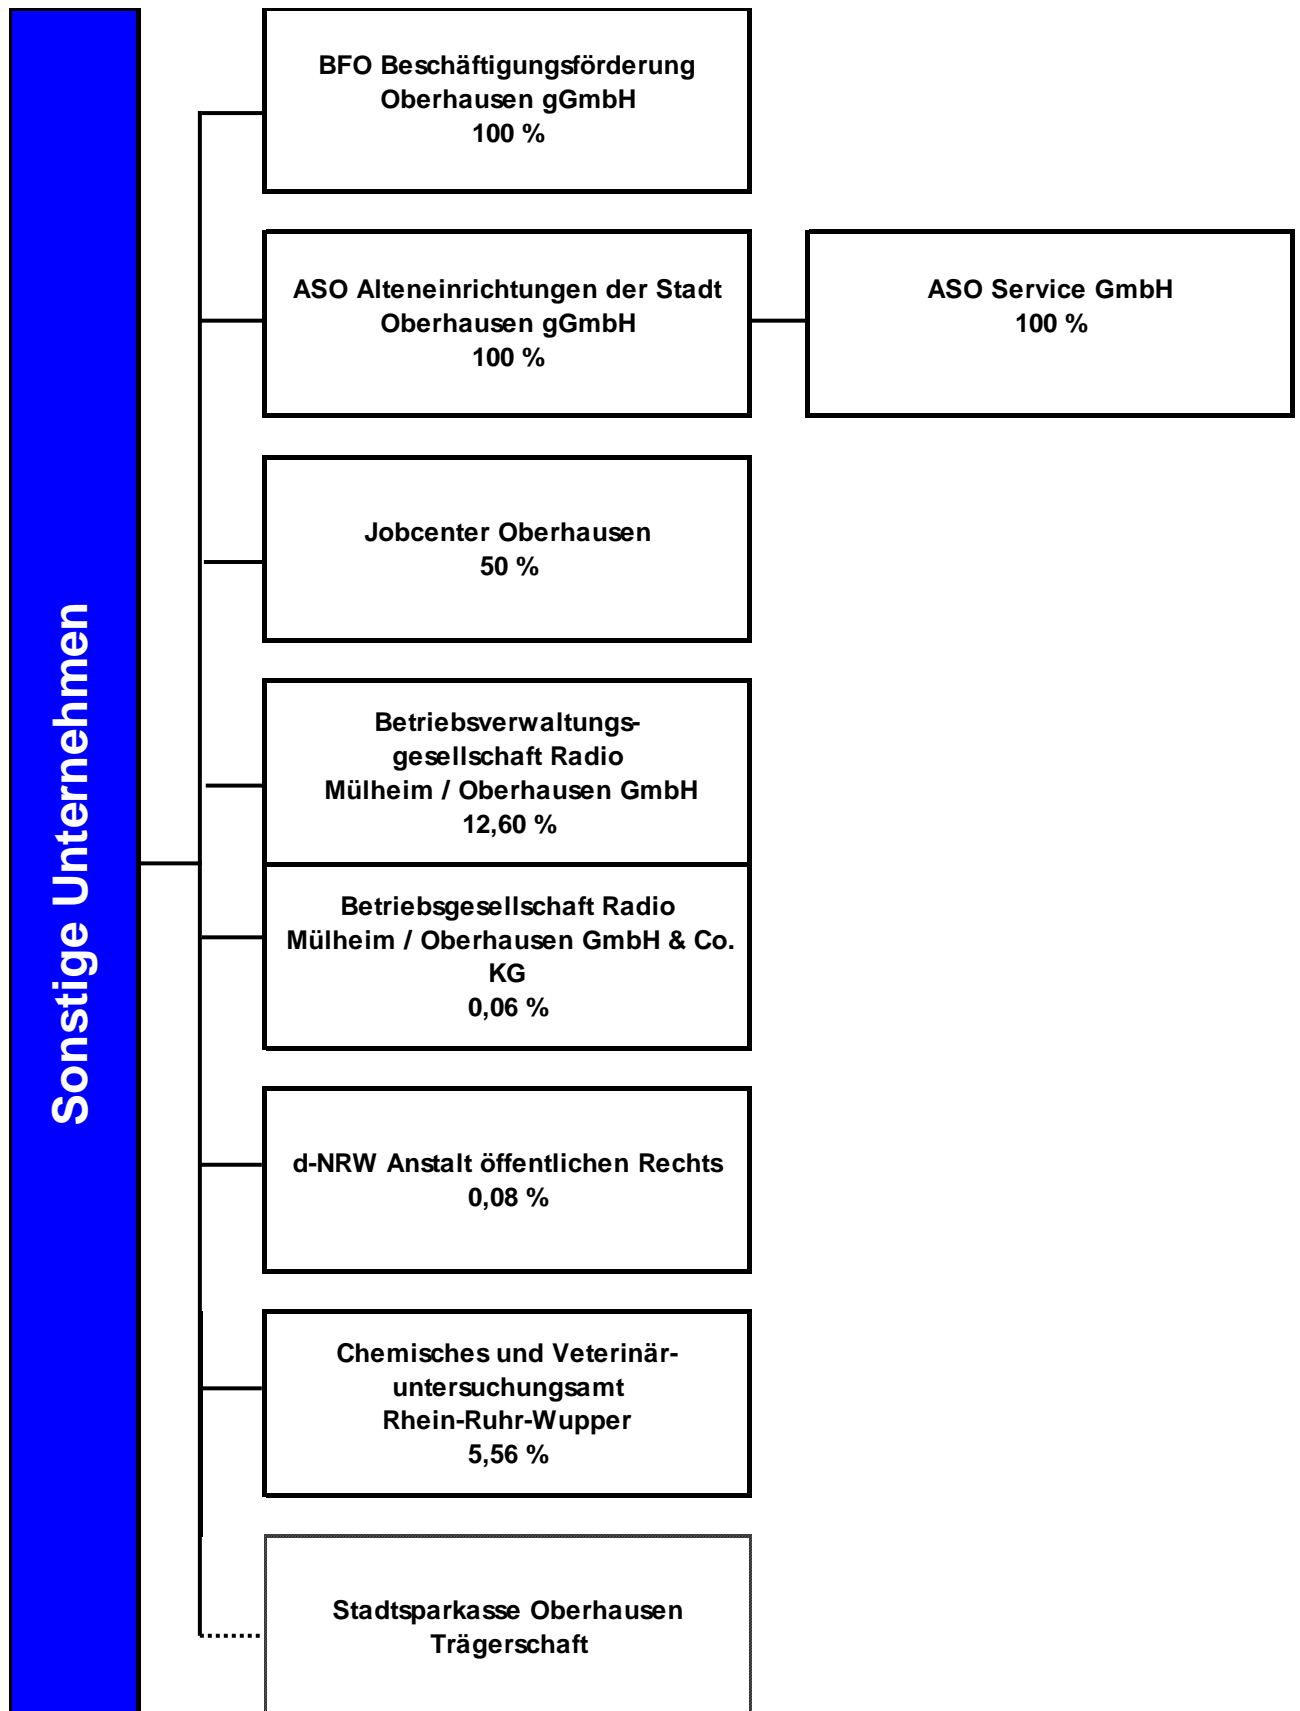 Sonstige Unternehmen
BFO Beschäftigungsförderung
Oberhausen gGmbH
100 %
ASO Alteneinrichtungen der Stadt
Oberhausen gGmbH
100 %
ASO Service GmbH
100 %
Jobcenter Oberhausen
50 %
Betriebsverwaltungs-
gesellschaft Radio
Mülheim / Oberhausen GmbH
12,60 %
Betriebsgesellschaft Radio
Mülheim / Oberhausen GmbH & Co.
KG
0,06 %
d-NRW Anstalt öffentlichen Rechts
0,08 %
Chemisches und Veterinär-
untersuchungsamt
Rhein-Ruhr-Wupper
5,56 %
Stadtsparkasse Oberhausen
Trägerschaft